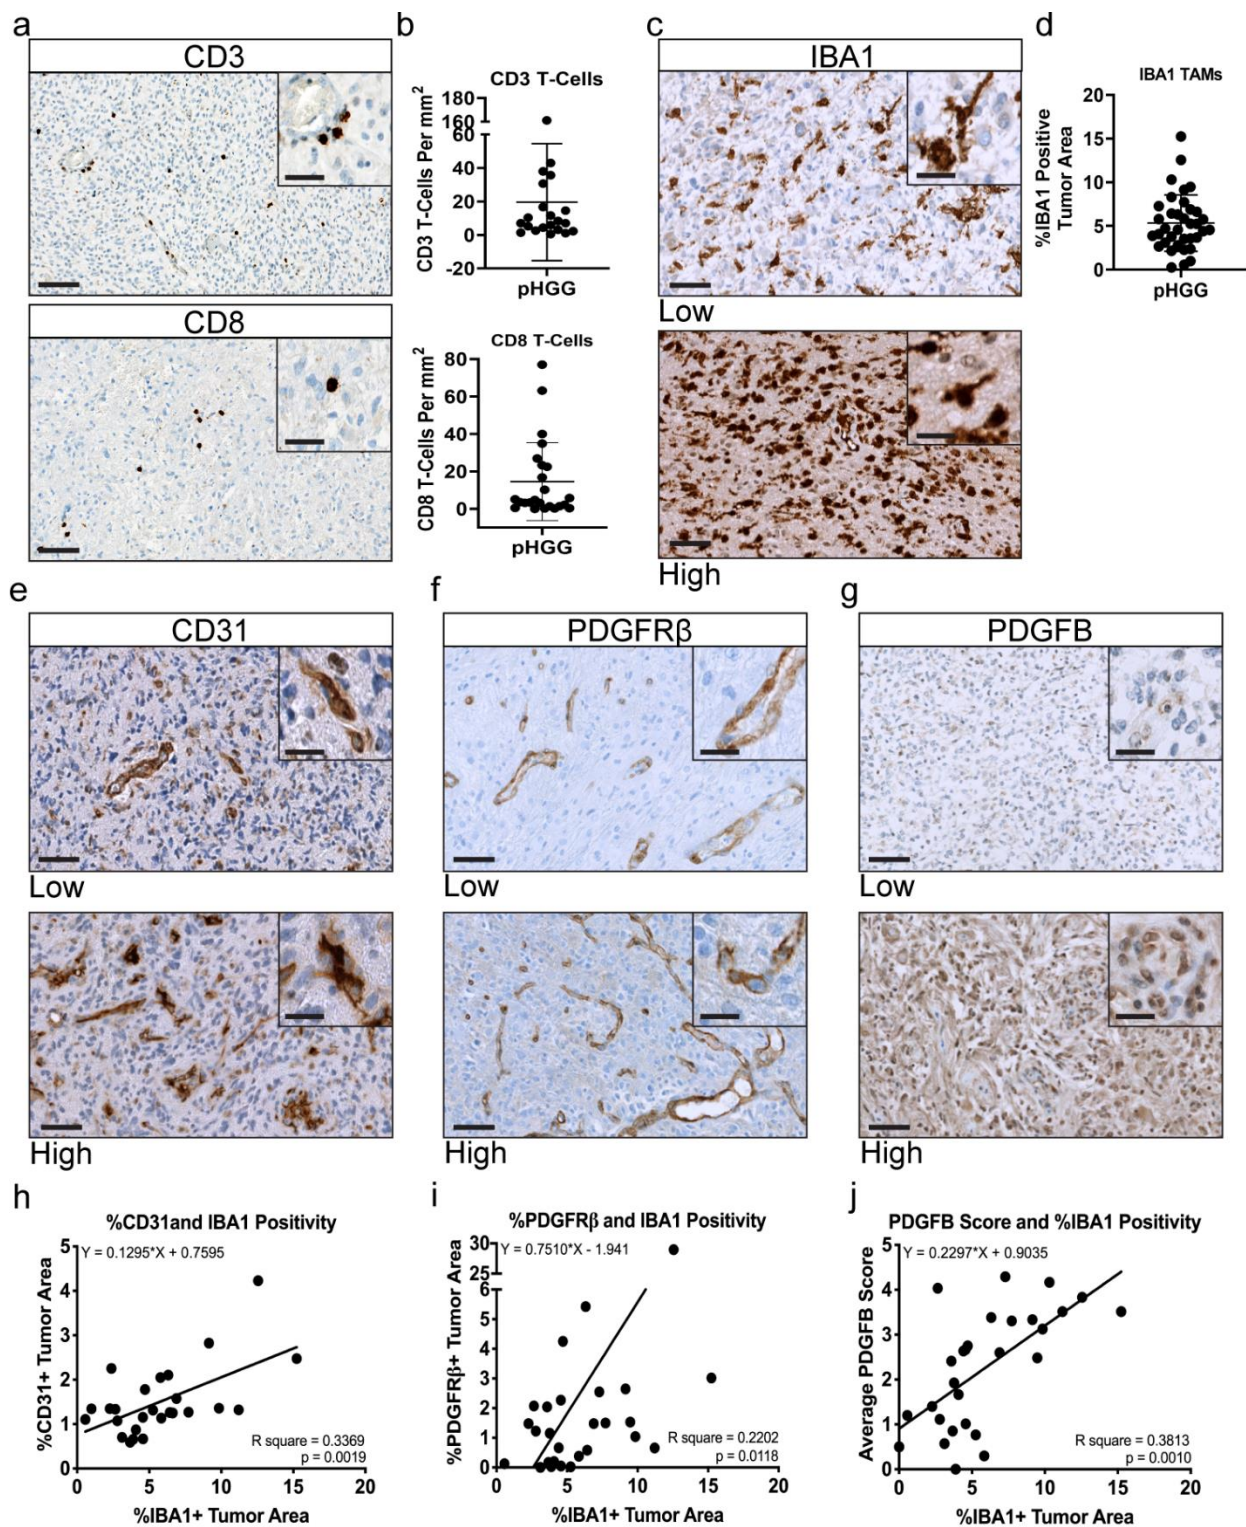 a
CD3
CD8
b
CD3 T-Cells
CD3 T-Cells Per mm²
180
160
60
40
20
0
-20
pHGG
CD8 T-Cells
CD8 T-Cells Per mm²
80
60
40
20
0
pHGG
c
IBA1
Low
High
d
IBA1 TAMs
%IBA1 Positive
Tumor Area
20
15
10
5
0
pHGG
e
CD31
Low
High
f
PDGFRβ
Low
High
g
PDGFB
Low
High
h
%CD31and IBA1 Positivity
Y = 0.1295*X + 0.7595
%CD31+ Tumor Area
5
4
3
2
1
0
R square = 0.3369
p = 0.0019
0 5 10 15 20
%IBA1+ Tumor Area
i
%PDGFRβ and IBA1 Positivity
Y = 0.7510*X - 1.941
%PDGFRβ+ Tumor Area
30
25
6
5
4
3
2
1
0
R square = 0.2202
p = 0.0118
0 5 10 15 20
%IBA1+ Tumor Area
j
PDGFB Score and %IBA1 Positivity
Y = 0.2297*X + 0.9035
Average PDGFB Score
5
4
3
2
1
0
R square = 0.3813
p = 0.0010
0 5 10 15 20
%IBA1+ Tumor Area